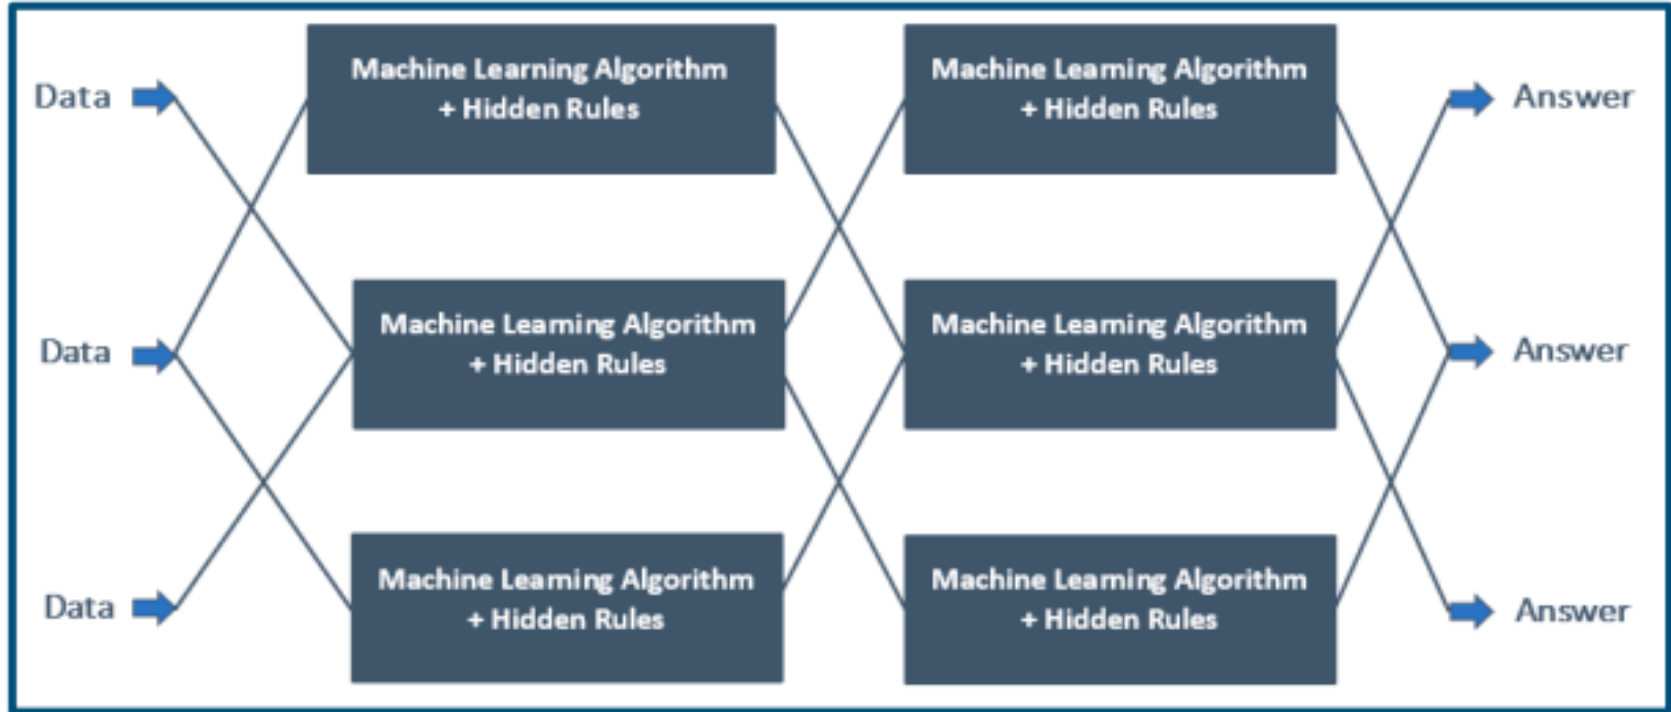 Data
Machine Learning Algorithm
+ Hidden Rules
Machine Learning Algorithm
+ Hidden Rules
Answer
Data
Machine Learning Algorithm
+ Hidden Rules
Machine Learning Algorithm
+ Hidden Rules
Answer
Data
Machine Learning Algorithm
+ Hidden Rules
Machine Learning Algorithm
+ Hidden Rules
Answer